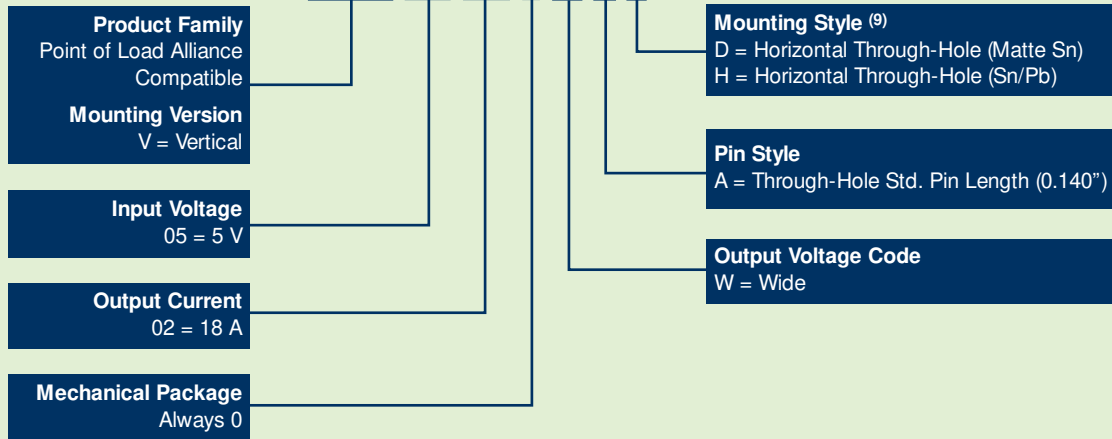 Product Family
Point of Load Alliance
Compatible
Mounting Version
V = Vertical
Input Voltage
05 = 5 V
Output Current
02 = 18 A
Mechanical Package
Always 0
Mounting Style (9)
D = Horizontal Through-Hole (Matte Sn)
H = Horizontal Through-Hole (Sn/Pb)
Pin Style
A = Through-Hole Std. Pin Length (0.140”)
Output Voltage Code
W = Wide